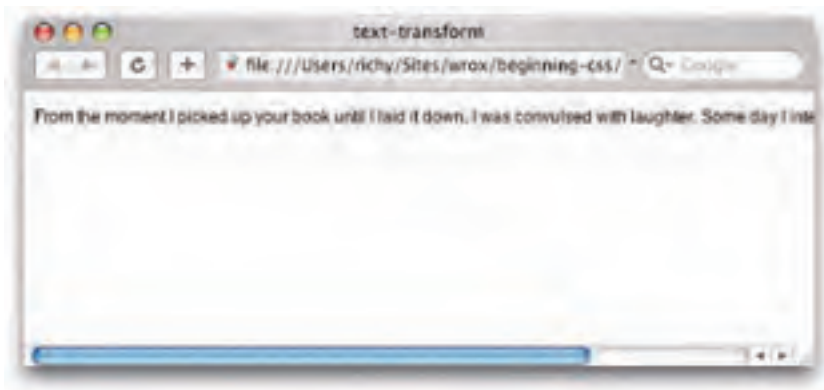 text-transform
file:///Users/richy/Sites/wrox/beginning-css/
Google
From the moment I picked up your book until I laid it down, I was convulsed with laughter. Some day I inte